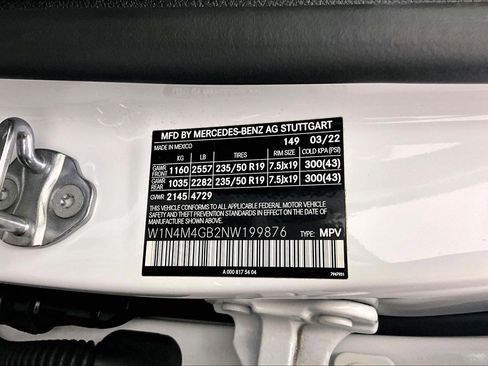 MFD BY MERCEDES-BENZ AG STUTTGART
MADE IN MEXICO 149 03/22
KG LB TIRES RIM SIZE COLD KPA (PSI)
GAWR FRONT 1160 2557 235/50 R19 7.5Jx19 300(43)
GAWR REAR 1035 2282 235/50 R19 7.5Jx19 300(43)
GVWR 2145 4729
THIS VEHICLE CONFORMS TO ALL APPLICABLE FEDERAL MOTOR VEHICLE
SAFETY STANDARDS IN EFFECT ON THE DATE OF MANUFACTURE
SHOWN ABOVE.
W1N4M4GB2NW199876 TYPE: MPV
A 000 817 56 04